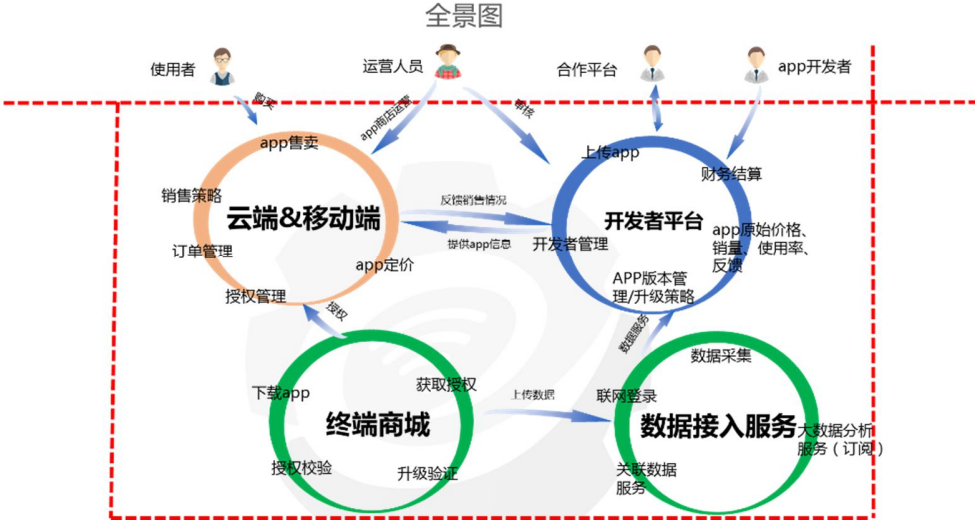 全景图
使用者
运营人员
合作平台
app开发者
购买
app商店运营
审核
app售卖
销售策略
云端&移动端
订单管理
app定价
授权管理
反馈销售情况
提供app信息
上传app
财务结算
开发者平台
开发者管理
app原始价格、
销量、使用率、
反馈
APP版本管
理/升级策略
授权
数据服务
下载app
获取授权
终端商城
授权校验
升级验证
上传数据
数据采集
联网登录
数据接入服务
大数据分析
服务（订阅）
关联数据
服务